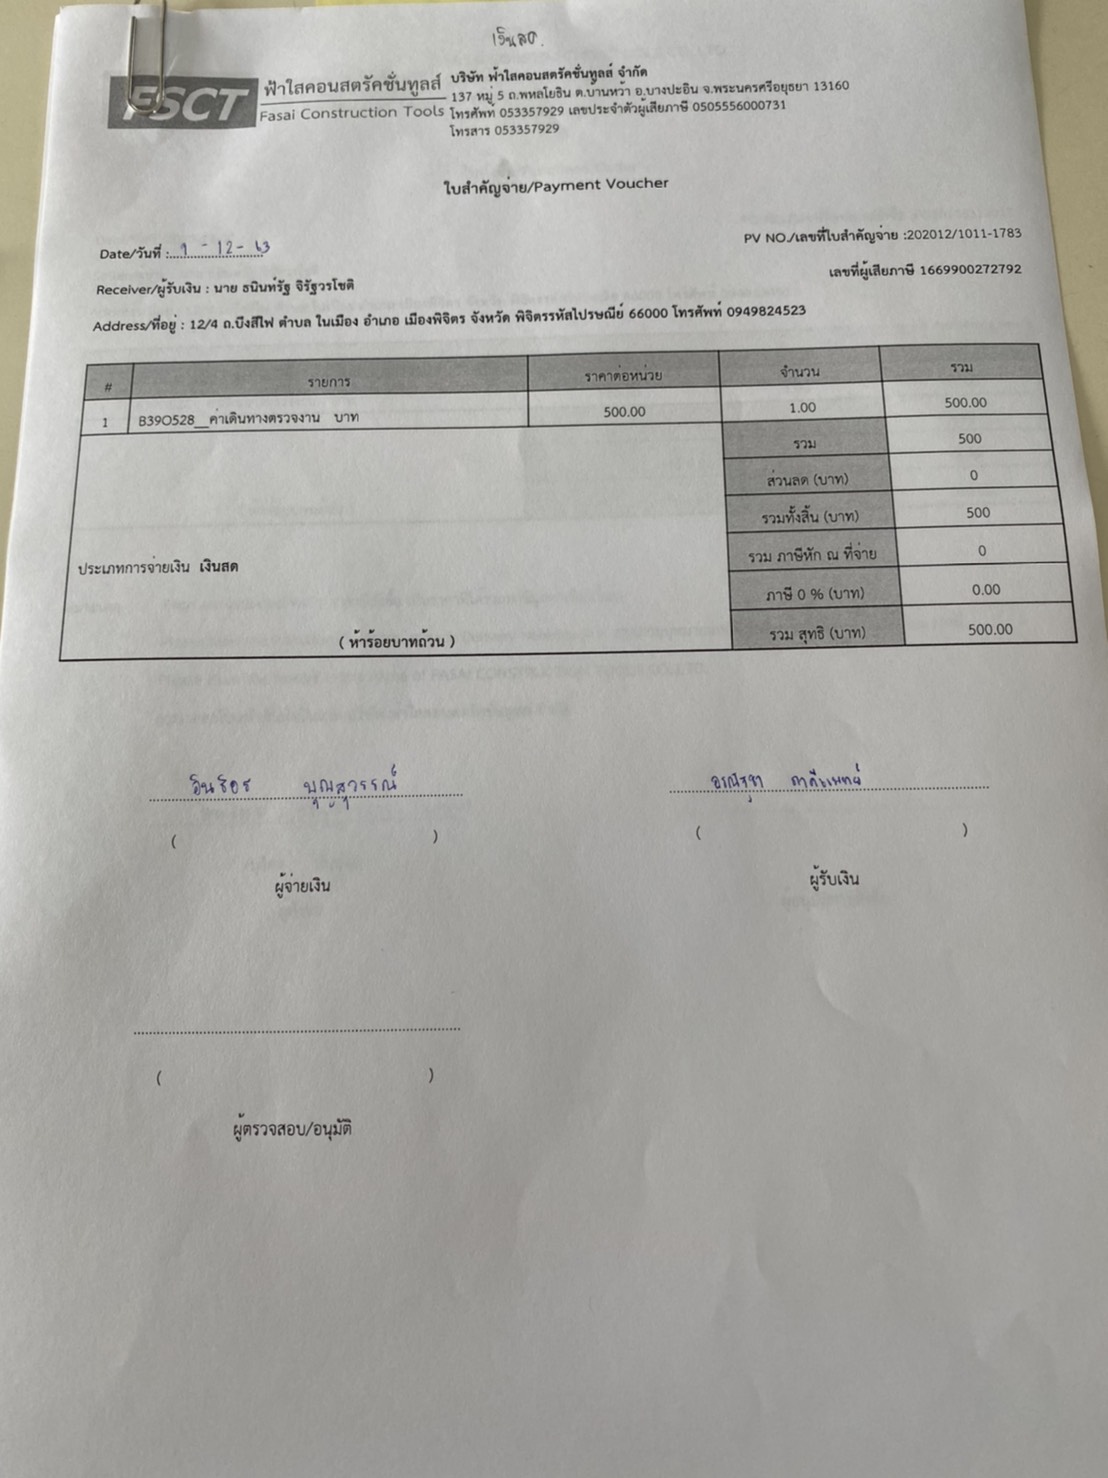 เงินสด.
FSCT
ฟ้าใสคอนสตรัคชั่นทูลส์
Fasai Construction Tools
บริษัท ฟ้าใสคอนสตรัคชั่นทูลส์ จำกัด
137 หมู่ 5 ถ.พหลโยธิน ต.บ้านหว้า อ.บางปะอิน จ.พระนครศรีอยุธยา 13160
โทรศัพท์ 053357929 เลขประจำตัวผู้เสียภาษี 0505556000731
โทรสาร 053357929
ใบสำคัญจ่าย/Payment Voucher
Date/วันที่ : 9 - 12 - 63
PV NO./เลขที่ใบสำคัญจ่าย :202012/1011-1783
Receiver/ผู้รับเงิน : นาย ธนินท์รัฐ จิรัฐวรโชติ
เลขที่ผู้เสียภาษี 1669900272792
Address/ที่อยู่ : 12/4 ถ.บึงสีไฟ ตำบล ในเมือง อำเภอ เมืองพิจิตร จังหวัด พิจิตรรหัสไปรษณีย์ 66000 โทรศัพท์ 0949824523
# รายการ ราคาต่อหน่วย จำนวน รวม
1 B390528__ค่าเดินทางตรวจงาน บาท 500.00 1.00 500.00
รวม 500
ส่วนลด (บาท) 0
รวมทั้งสิ้น (บาท) 500
ประเภทการจ่ายเงิน เงินสด
รวม ภาษีหัก ณ ที่จ่าย 0
ภาษี 0 % (บาท) 0.00
( ห้าร้อยบาทถ้วน )
รวม สุทธิ (บาท) 500.00
บุญสุวรรณ์
( )
( )
ผู้จ่ายเงิน
ผู้รับเงิน
( )
ผู้ตรวจสอบ/อนุมัติ